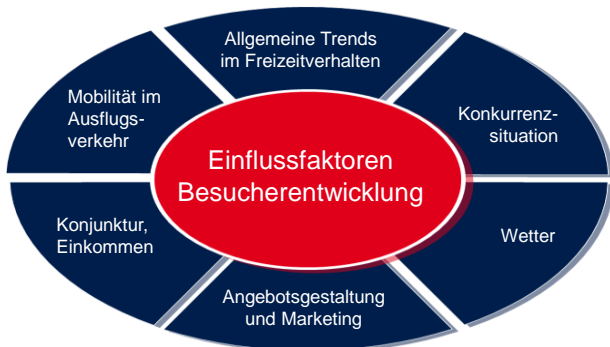 Allgemeine Trends
im Freizeitverhalten
Mobilität im
Ausflugs-
verkehr
Konkurrenz-
situation
Einflussfaktoren
Besucherentwicklung
Konjunktur,
Einkommen
Wetter
Angebotsgestaltung
und Marketing